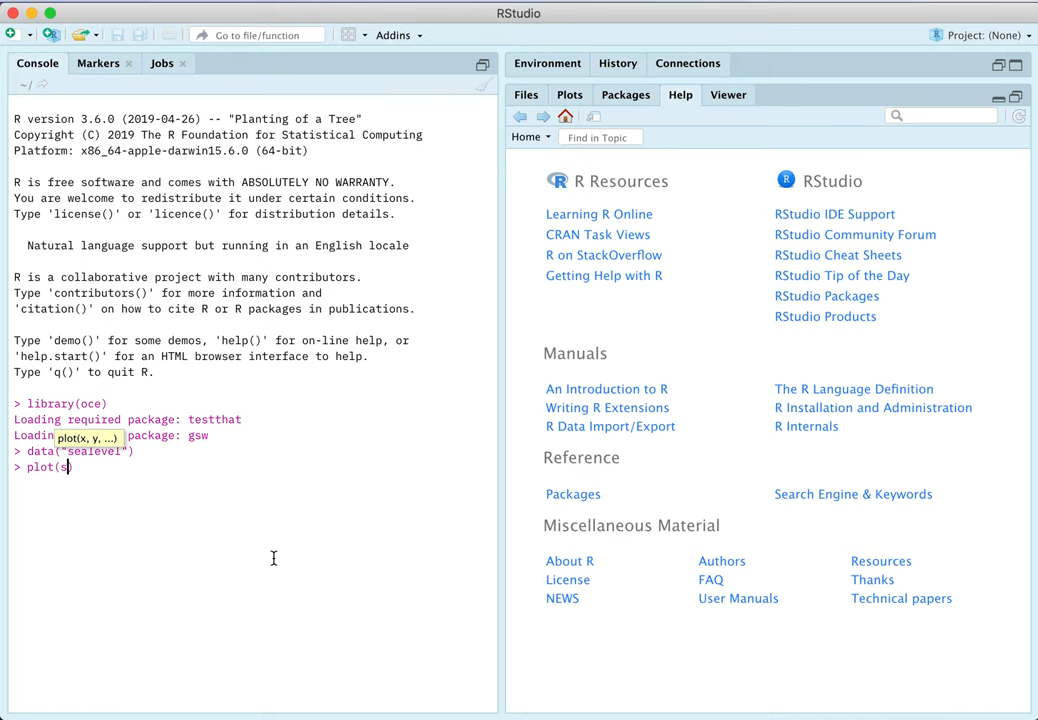 RStudio
Go to file/function
Addins
Project: (None)
Console
Markers
Jobs
~/
R version 3.6.0 (2019-04-26) -- "Planting of a Tree"
Copyright (C) 2019 The R Foundation for Statistical Computing
Platform: x86_64-apple-darwin15.6.0 (64-bit)
R is free software and comes with ABSOLUTELY NO WARRANTY.
You are welcome to redistribute it under certain conditions.
Type 'license()' or 'licence()' for distribution details.
Natural language support but running in an English locale
R is a collaborative project with many contributors.
Type 'contributors()' for more information and
'citation()' on how to cite R or R packages in publications.
Type 'demo()' for some demos, 'help()' for on-line help, or
'help.start()' for an HTML browser interface to help.
Type 'q()' to quit R.
> library(oce)
Loading required package: testthat
Loadin package: gsw
plot(x, y, ...)
> data("sealevel")
> plot(s)
Environment
History
Connections
Files
Plots
Packages
Help
Viewer
Home
Find in Topic
R Resources
Learning R Online
CRAN Task Views
R on StackOverflow
Getting Help with R
RStudio
RStudio IDE Support
RStudio Community Forum
RStudio Cheat Sheets
RStudio Tip of the Day
RStudio Packages
RStudio Products
Manuals
An Introduction to R
Writing R Extensions
R Data Import/Export
The R Language Definition
R Installation and Administration
R Internals
Reference
Packages
Search Engine & Keywords
Miscellaneous Material
About R
Authors
Resources
License
FAQ
Thanks
NEWS
User Manuals
Technical papers